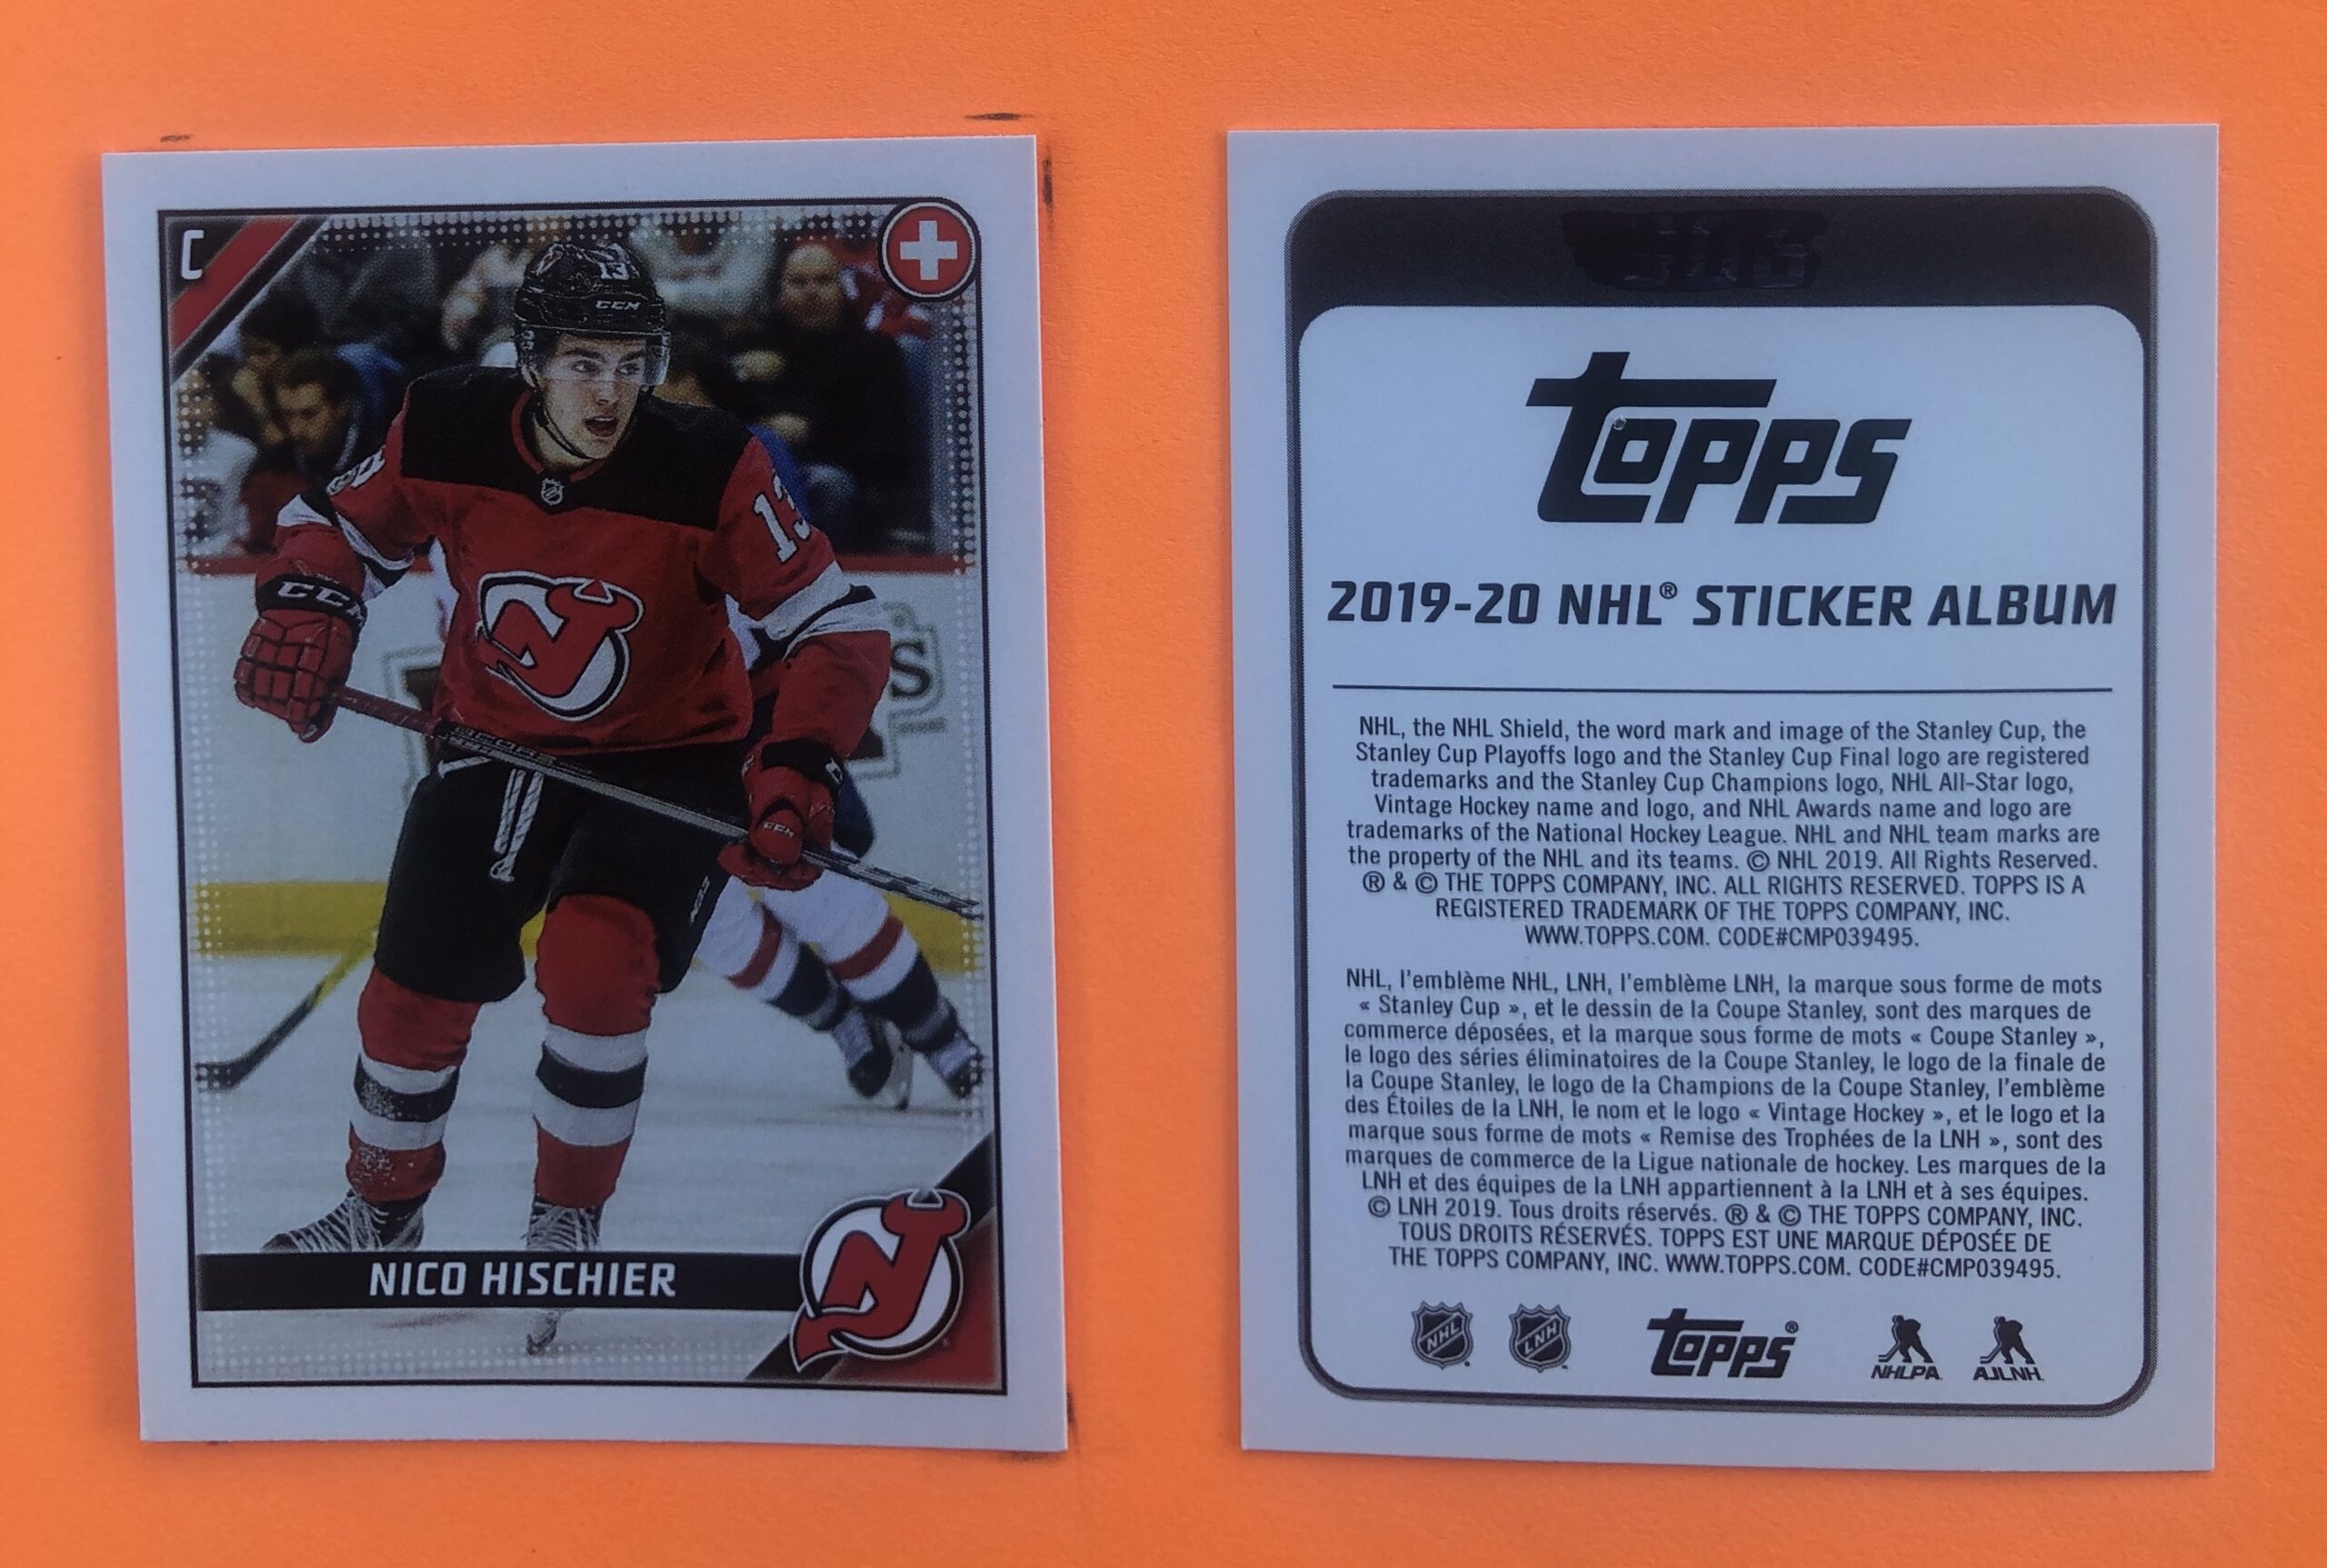 C
13
CCM
13
CCM
S
CCM
CCM
NICO HISCHIER
NJ
topps
2019-20 NHL® STICKER ALBUM
NHL, the NHL Shield, the word mark and image of the Stanley Cup, the
Stanley Cup Playoffs logo and the Stanley Cup Final logo are registered
trademarks and the Stanley Cup Champions logo, NHL All-Star logo,
Vintage Hockey name and logo, and NHL Awards name and logo are
trademarks of the National Hockey League. NHL and NHL team marks are
the property of the NHL and its teams. © NHL 2019. All Rights Reserved.
® & © THE TOPPS COMPANY, INC. ALL RIGHTS RESERVED. TOPPS IS A
REGISTERED TRADEMARK OF THE TOPPS COMPANY, INC.
WWW.TOPPS.COM. CODE#CMP039495.
NHL, l'emblème NHL, LNH, l'emblème LNH, la marque sous forme de mots
« Stanley Cup », et le dessin de la Coupe Stanley, sont des marques de
commerce déposées, et la marque sous forme de mots « Coupe Stanley »,
le logo des séries éliminatoires de la Coupe Stanley, le logo de la finale de
la Coupe Stanley, le logo de la Champions de la Coupe Stanley, l'emblème
des Étoiles de la LNH, le nom et le logo « Vintage Hockey », et le logo et la
marque sous forme de mots « Remise des Trophées de la LNH », sont des
marques de commerce de la Ligue nationale de hockey. Les marques de la
LNH et des équipes de la LNH appartiennent à la LNH et à ses équipes.
© LNH 2019. Tous droits réservés. ® & © THE TOPPS COMPANY, INC.
TOUS DROITS RÉSERVÉS. TOPPS EST UNE MARQUE DÉPOSÉE DE
THE TOPPS COMPANY, INC. WWW.TOPPS.COM. CODE#CMP039495.
NHL LNH topps® NHLPA AJLNH